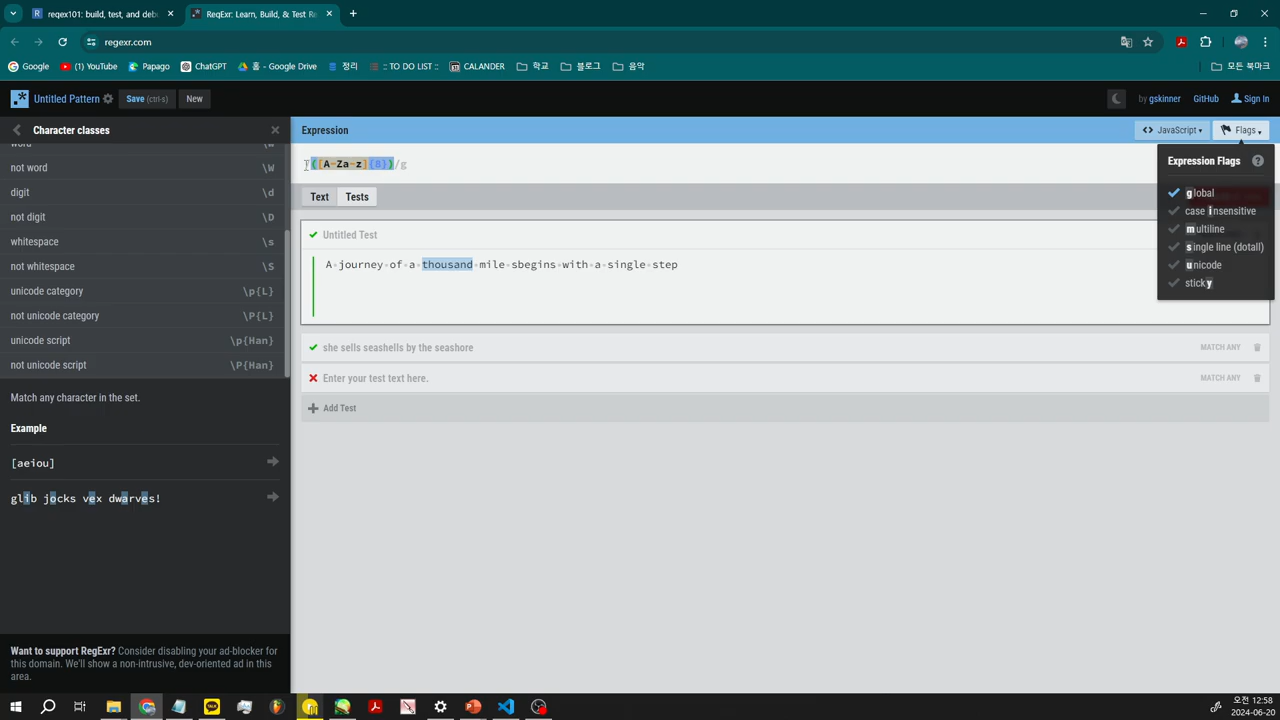 reqex101: build, test, and deb
RegExr: Learn, Build, & Test Re
regexr.com
Google
(1) YouTube
Papago
ChatGPT
홈 - Google Drive
정리
:: TO DO LIST ::
CALANDER
학교
블로그
음악
모든 북마크
Untitled Pattern
Save (ctrl-s)
New
by gskinner
GitHub
Sign In
Character classes
Expression
JavaScript
Flags
word \w
not word \W
digit \d
not digit \D
whitespace \s
not whitespace \S
unicode category \p{L}
not unicode category \P{L}
unicode script \p{Han}
not unicode script \P{Han}
Match any character in the set.
Example
[aeiou]
glib jocks vex dwarves!
Want to support RegExr? Consider disabling your ad-blocker for
this domain. We'll show a non-intrusive, dev-oriented ad in this
area.
/([A-Za-z]{8})/g
Text
Tests
Untitled Test
A journey of a thousand mile sbegins with a single step
she sells seashells by the seashore
MATCH ANY
Enter your test text here.
MATCH ANY
Add Test
Expression Flags
global
case insensitive
multiline
single line (dotall)
unicode
sticky
오전 12:58
2024-06-20